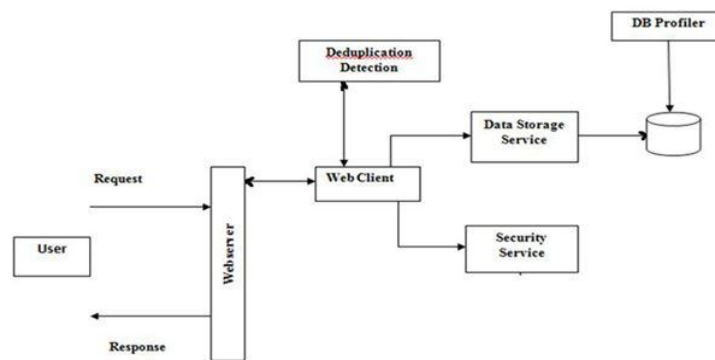 DB Profiler
Deduplication
Detection
Data Storage
Service
Request
Web Client
User
Webserver
Security
Service
Response